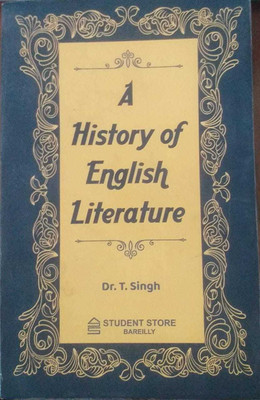 A
History of
English
Literature
Dr. T. Singh
STUDENT STORE
BAREILLY